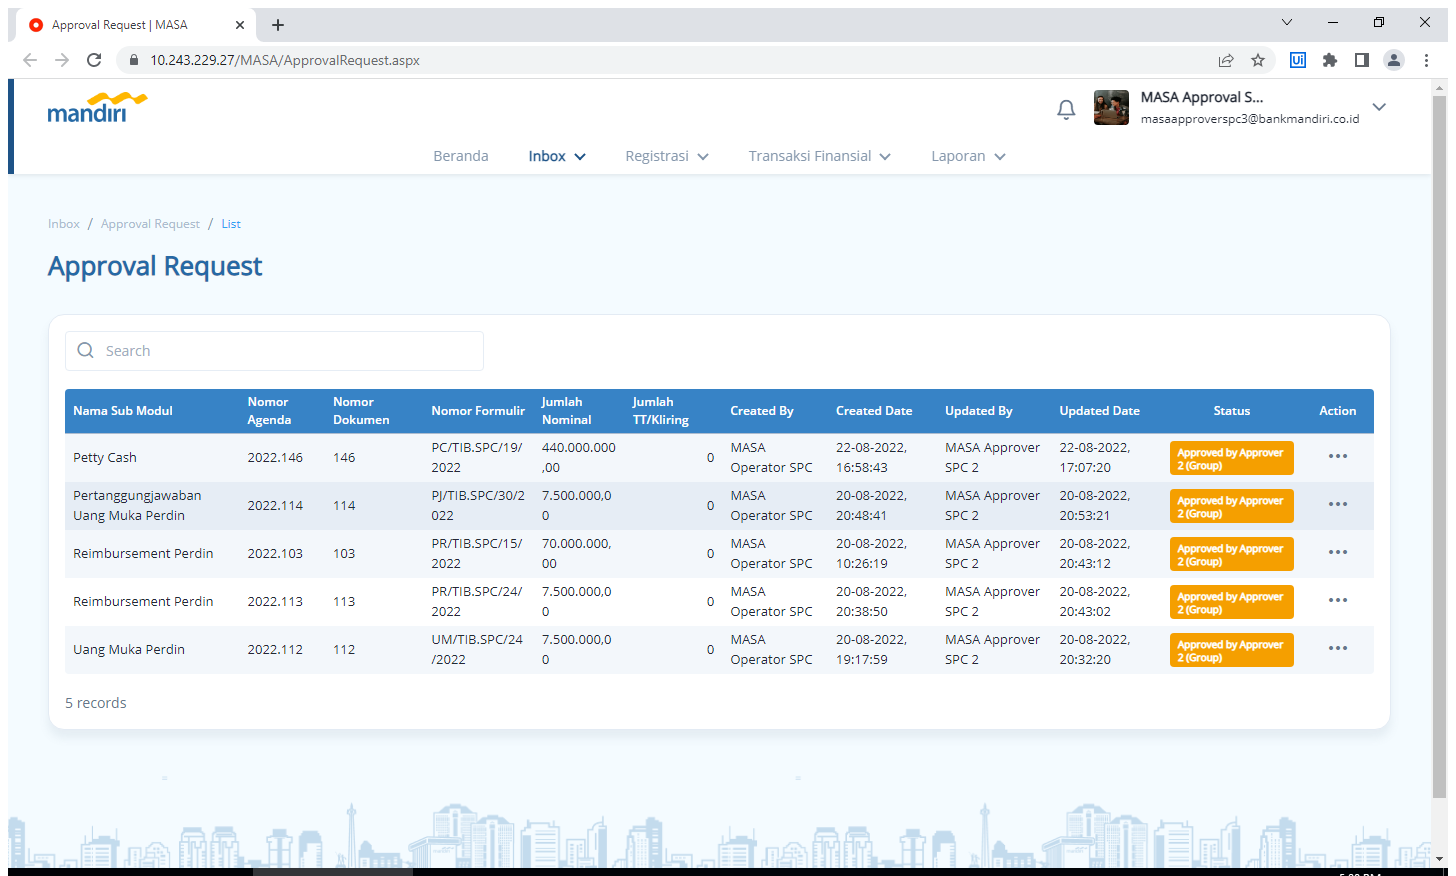 Approval Request | MASA
10.243.229.27/MASA/ApprovalRequest.aspx
Ui
mandiri
MASA Approval S...
masaapproverspc3@bankmandiri.co.id
Beranda
Inbox
Registrasi
Transaksi Finansial
Laporan
Inbox / Approval Request / List
Approval Request
Search
Nama Sub Modul
Nomor
Agenda
Nomor
Dokumen
Nomor Formulir
Jumlah
Nominal
Jumlah
TT/Kliring
Created By
Created Date
Updated By
Updated Date
Status
Action
Petty Cash
2022.146
146
PC/TIB.SPC/19/
2022
440.000.000
,00
0
MASA
Operator SPC
22-08-2022,
16:58:43
MASA Approver
SPC 2
22-08-2022,
17:07:20
Approved by Approver
2 (Group)
Pertanggungjawaban
Uang Muka Perdin
2022.114
114
PJ/TIB.SPC/30/2
022
7.500.000,0
0
0
MASA
Operator SPC
20-08-2022,
20:48:41
MASA Approver
SPC 2
20-08-2022,
20:53:21
Approved by Approver
2 (Group)
Reimbursement Perdin
2022.103
103
PR/TIB.SPC/15/
2022
70.000.000,
00
0
MASA
Operator SPC
20-08-2022,
10:26:19
MASA Approver
SPC 2
20-08-2022,
20:43:12
Approved by Approver
2 (Group)
Reimbursement Perdin
2022.113
113
PR/TIB.SPC/24/
2022
7.500.000,0
0
0
MASA
Operator SPC
20-08-2022,
20:38:50
MASA Approver
SPC 2
20-08-2022,
20:43:02
Approved by Approver
2 (Group)
Uang Muka Perdin
2022.112
112
UM/TIB.SPC/24
/2022
7.500.000,0
0
0
MASA
Operator SPC
20-08-2022,
19:17:59
MASA Approver
SPC 2
20-08-2022,
20:32:20
Approved by Approver
2 (Group)
5 records